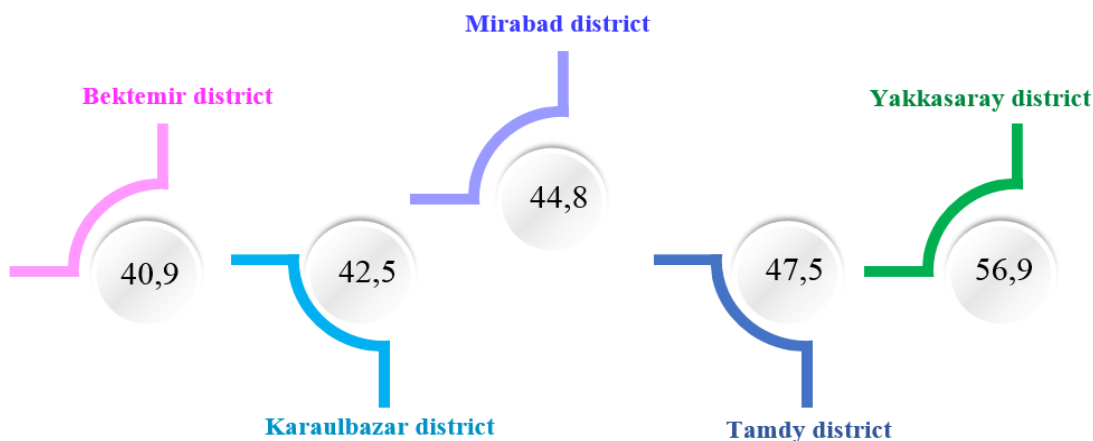 Mirabad district
Bektemir district
Yakkasaray district
44,8
40,9
42,5
47,5
56,9
Karaulbazar district
Tamdy district